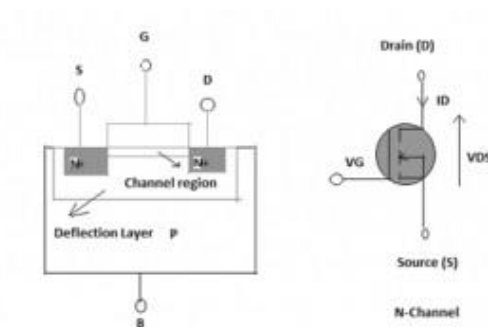 G
S
D
N+
N+
Channel region
Deflection Layer P
B
Drain (D)
ID
VG
VDS
Source (S)
N-Channel